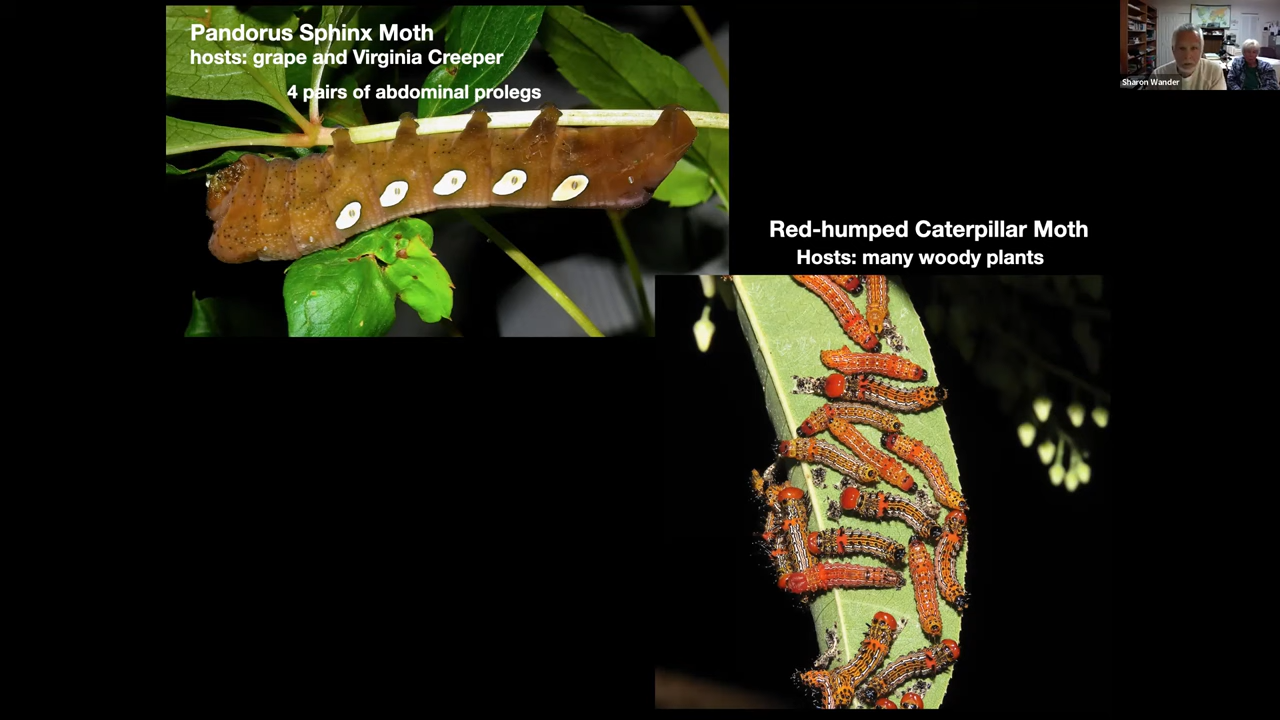 Pandorus Sphinx Moth
hosts: grape and Virginia Creeper
4 pairs of abdominal prolegs
Sharon Wander
Red-humped Caterpillar Moth
Hosts: many woody plants